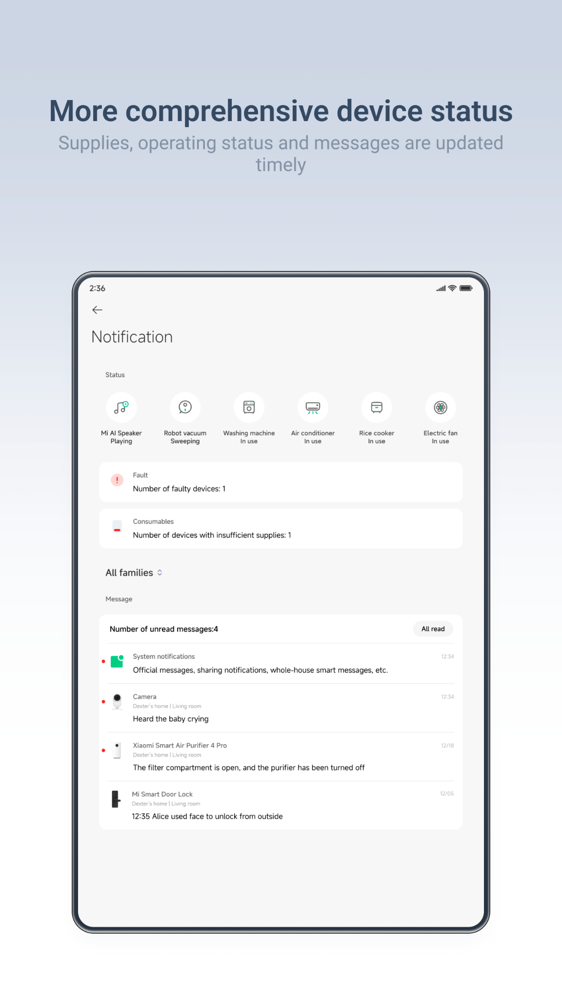 More comprehensive device status
Supplies, operating status and messages are updated
timely
2:36
Notification
Status
Mi AI Speaker
Playing
Robot vacuum
Sweeping
Washing machine
In use
Air conditioner
In use
Rice cooker
In use
Electric fan
In use
Fault
Number of faulty devices: 1
Consumables
Number of devices with insufficient supplies: 1
All families
Message
Number of unread messages:4
All read
System notifications
12:34
Official messages, sharing notifications, whole-house smart messages, etc.
Camera
12:34
Dexter's home | Living room
Heard the baby crying
Xiaomi Smart Air Purifier 4 Pro
12/18
Dexter's home | Living room
The filter compartment is open, and the purifier has been turned off
Mi Smart Door Lock
12/05
Dexter's home | Living room
12:35 Alice used face to unlock from outside